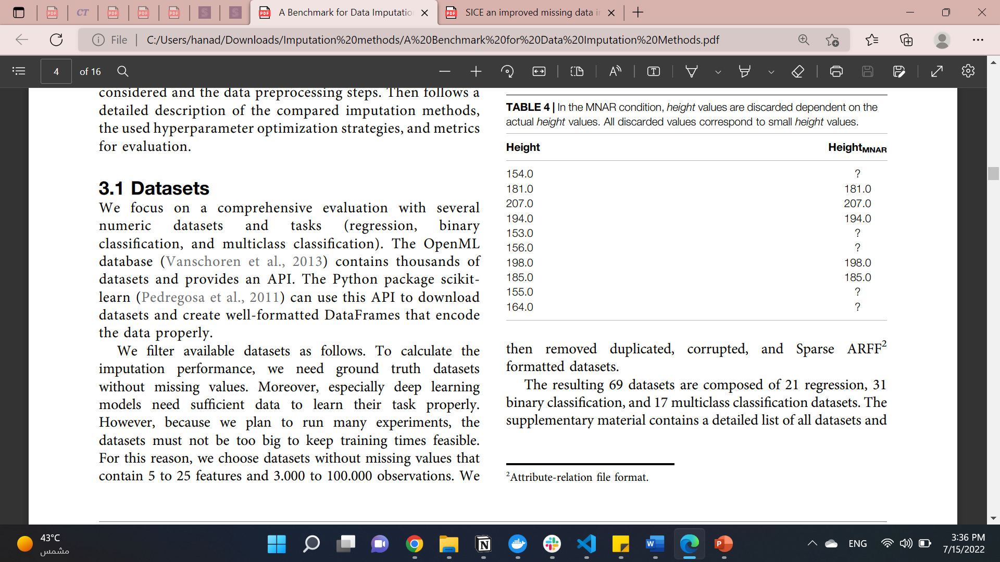 A Benchmark for Data Imputation
SICE an improved missing data i
File
C:/Users/hanad/Downloads/Imputation%20methods/A%20Benchmark%20for%20Data%20Imputation%20Methods.pdf
4 of 16
considered and the data preprocessing steps. Then follows a
detailed description of the compared imputation methods,
the used hyperparameter optimization strategies, and metrics
for evaluation.
3.1 Datasets
We focus on a comprehensive evaluation with several
numeric datasets and tasks (regression, binary
classification, and multiclass classification). The OpenML
database (Vanschoren et al., 2013) contains thousands of
datasets and provides an API. The Python package scikit-
learn (Pedregosa et al., 2011) can use this API to download
datasets and create well-formatted DataFrames that encode
the data properly.
We filter available datasets as follows. To calculate the
imputation performance, we need ground truth datasets
without missing values. Moreover, especially deep learning
models need sufficient data to learn their task properly.
However, because we plan to run many experiments, the
datasets must not be too big to keep training times feasible.
For this reason, we choose datasets without missing values that
contain 5 to 25 features and 3.000 to 100.000 observations. We
TABLE 4 | In the MNAR condition, height values are discarded dependent on the
actual height values. All discarded values correspond to small height values.
Height HeightMNAR
154.0 ?
181.0 181.0
207.0 207.0
194.0 194.0
153.0 ?
156.0 ?
198.0 198.0
185.0 185.0
155.0 ?
164.0 ?
then removed duplicated, corrupted, and Sparse ARFF2
formatted datasets.
The resulting 69 datasets are composed of 21 regression, 31
binary classification, and 17 multiclass classification datasets. The
supplementary material contains a detailed list of all datasets and
2Attribute-relation file format.
43°C
مشمس
ENG
3:36 PM
7/15/2022